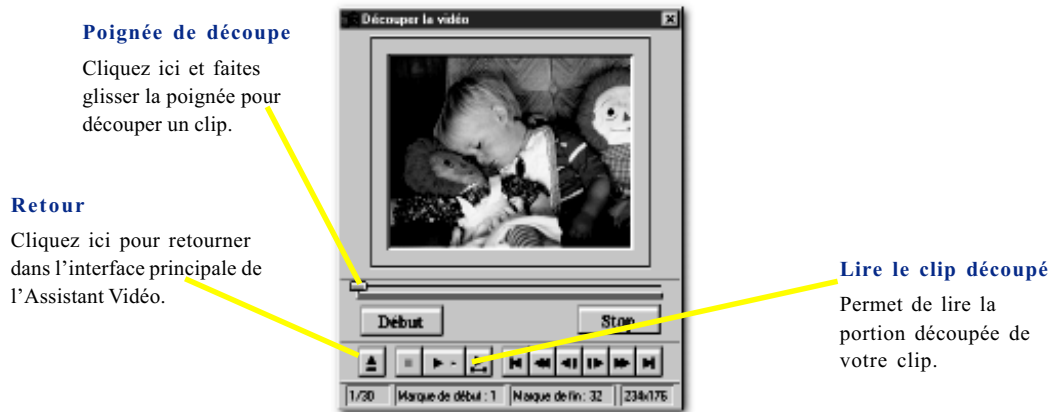 Découper la vidéo
Poignée de découpe
Cliquez ici et faites
glisser la poignée pour
découper un clip.
Retour
Cliquez ici pour retourner
dans l’interface principale de
l’Assistant Vidéo.
Lire le clip découpé
Permet de lire la
portion découpée de
votre clip.
Début
Stop
1/30
Marque de début : 1
Marque de fin : 32
234x176